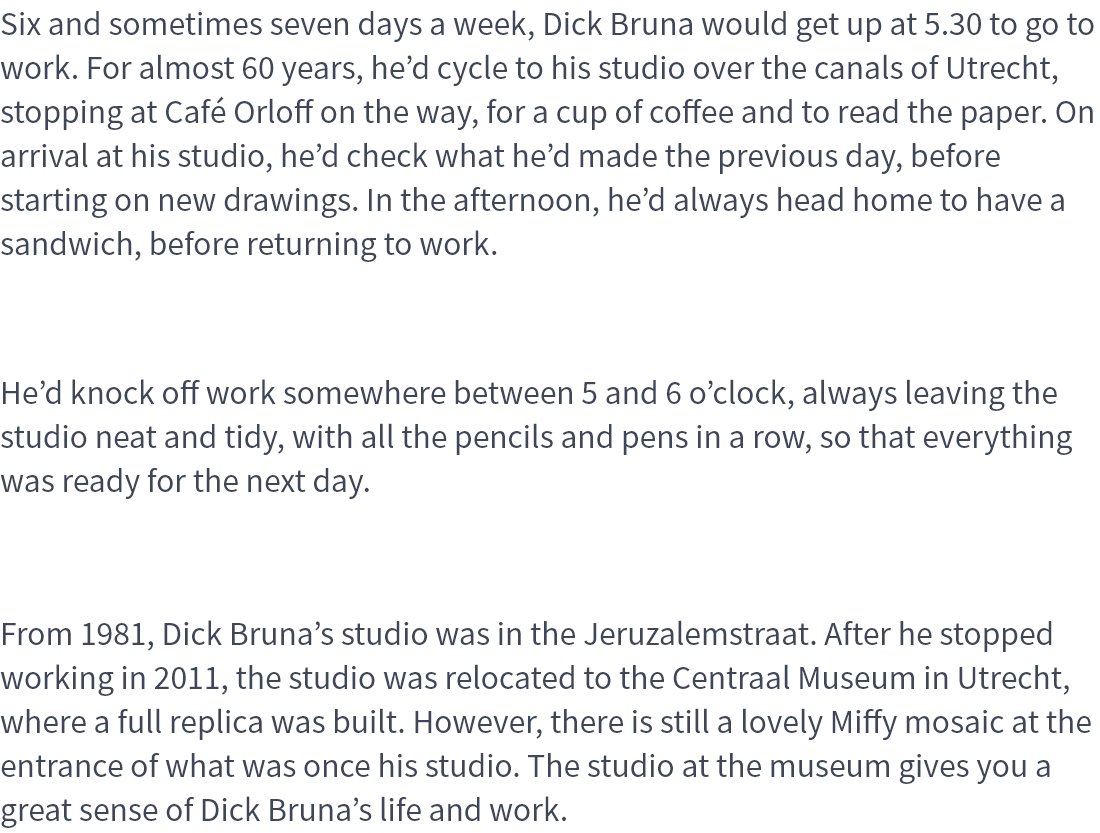 Six and sometimes seven days a week, Dick Bruna would get up at 5.30 to go to
work. For almost 60 years, he’d cycle to his studio over the canals of Utrecht,
stopping at Café Orloff on the way, for a cup of coffee and to read the paper. On
arrival at his studio, he’d check what he’d made the previous day, before
starting on new drawings. In the afternoon, he’d always head home to have a
sandwich, before returning to work.
He’d knock off work somewhere between 5 and 6 o’clock, always leaving the
studio neat and tidy, with all the pencils and pens in a row, so that everything
was ready for the next day.
From 1981, Dick Bruna’s studio was in the Jeruzalemstraat. After he stopped
working in 2011, the studio was relocated to the Centraal Museum in Utrecht,
where a full replica was built. However, there is still a lovely Miffy mosaic at the
entrance of what was once his studio. The studio at the museum gives you a
great sense of Dick Bruna’s life and work.